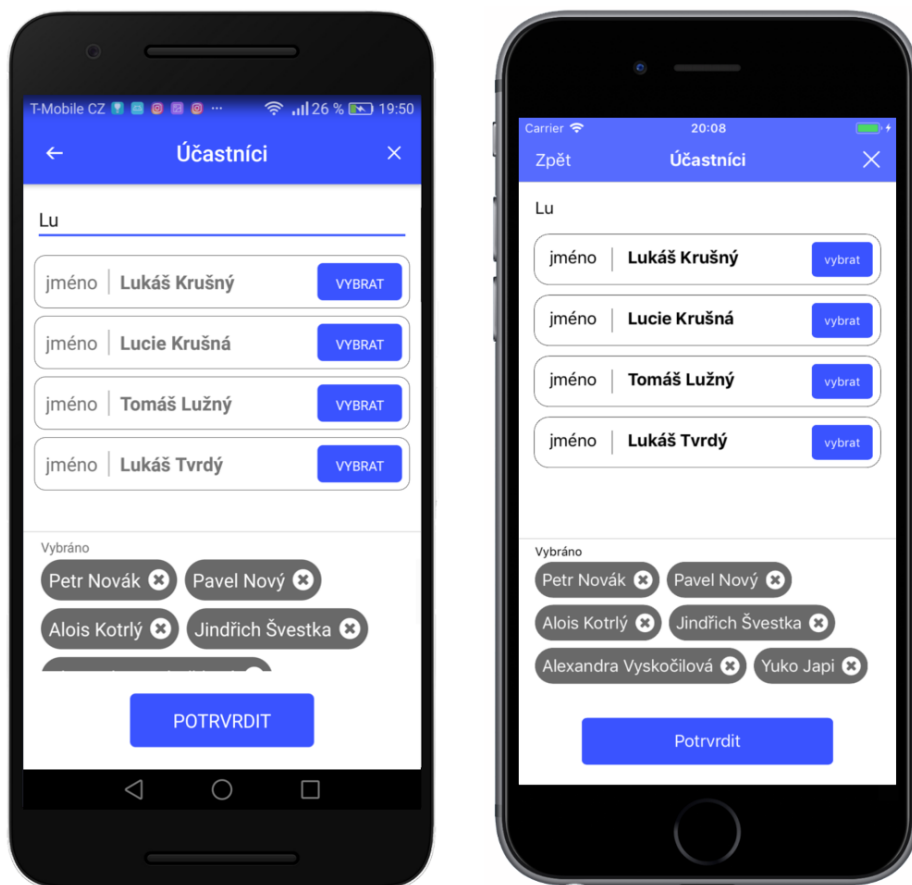 T-Mobile CZ ... 26 % 19:50
Účastníci
Lu
jméno Lukáš Krušný VYBRAT
jméno Lucie Krušná VYBRAT
jméno Tomáš Lužný VYBRAT
jméno Lukáš Tvrdý VYBRAT
Vybráno
Petr Novák Pavel Nový
Alois Kotrlý Jindřich Švestka
POTRVRDIT
Carrier 20:08
Zpět Účastníci
Lu
jméno Lukáš Krušný vybrat
jméno Lucie Krušná vybrat
jméno Tomáš Lužný vybrat
jméno Lukáš Tvrdý vybrat
Vybráno
Petr Novák Pavel Nový
Alois Kotrlý Jindřich Švestka
Alexandra Vyskočilová Yuko Japi
Potrvrdit